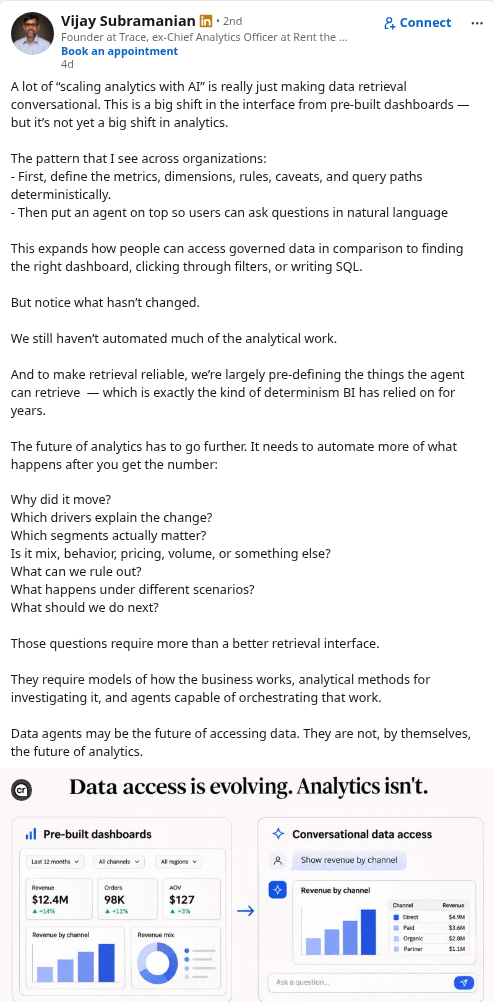 Vijay Subramanian in • 2nd
Founder at Trace, ex-Chief Analytics Officer at Rent the ...
Book an appointment
4d
Connect
A lot of “scaling analytics with AI” is really just making data retrieval
conversational. This is a big shift in the interface from pre-built dashboards —
but it’s not yet a big shift in analytics.
The pattern that I see across organizations:
- First, define the metrics, dimensions, rules, caveats, and query paths
deterministically.
- Then put an agent on top so users can ask questions in natural language
This expands how people can access governed data in comparison to finding
the right dashboard, clicking through filters, or writing SQL.
But notice what hasn’t changed.
We still haven’t automated much of the analytical work.
And to make retrieval reliable, we’re largely pre-defining the things the agent
can retrieve — which is exactly the kind of determinism BI has relied on for
years.
The future of analytics has to go further. It needs to automate more of what
happens after you get the number:
Why did it move?
Which drivers explain the change?
Which segments actually matter?
Is it mix, behavior, pricing, volume, or something else?
What can we rule out?
What happens under different scenarios?
What should we do next?
Those questions require more than a better retrieval interface.
They require models of how the business works, analytical methods for
investigating it, and agents capable of orchestrating that work.
Data agents may be the future of accessing data. They are not, by themselves,
the future of analytics.
cr
Data access is evolving. Analytics isn't.
Pre-built dashboards
Last 12 months
All channels
All regions
Revenue
$12.4M
▲ +14%
Orders
98K
▲ +11%
AOV
$127
▲ +3%
Revenue by channel
Revenue mix
Conversational data access
Show revenue by channel
Revenue by channel
Channel Revenue
Direct $4.9M
Paid $3.6M
Organic $2.8M
Partner $1.1M
Ask a question...